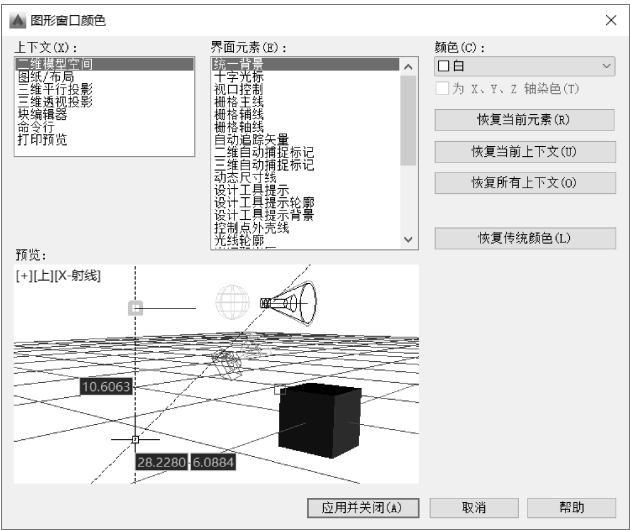 图形窗口颜色
上下文(X):
二维模型空间
图纸/布局
三维平行投影
三维透视投影
块编辑器
命令行
打印预览
界面元素(E):
统一背景
十字光标
视口控制
栅格主线
栅格辅线
栅格轴线
自动追踪矢量
二维自动捕捉标记
三维自动捕捉标记
动态尺寸线
设计工具提示
设计工具提示轮廓
设计工具提示背景
控制点外壳线
光线轮廓
颜色(C):
白
为 X、Y、Z 轴染色(T)
恢复当前元素(R)
恢复当前上下文(U)
恢复所有上下文(O)
恢复传统颜色(L)
预览:
[+][上][X-射线]
10.6063
28.2280
6.0884
应用并关闭(A)
取消
帮助